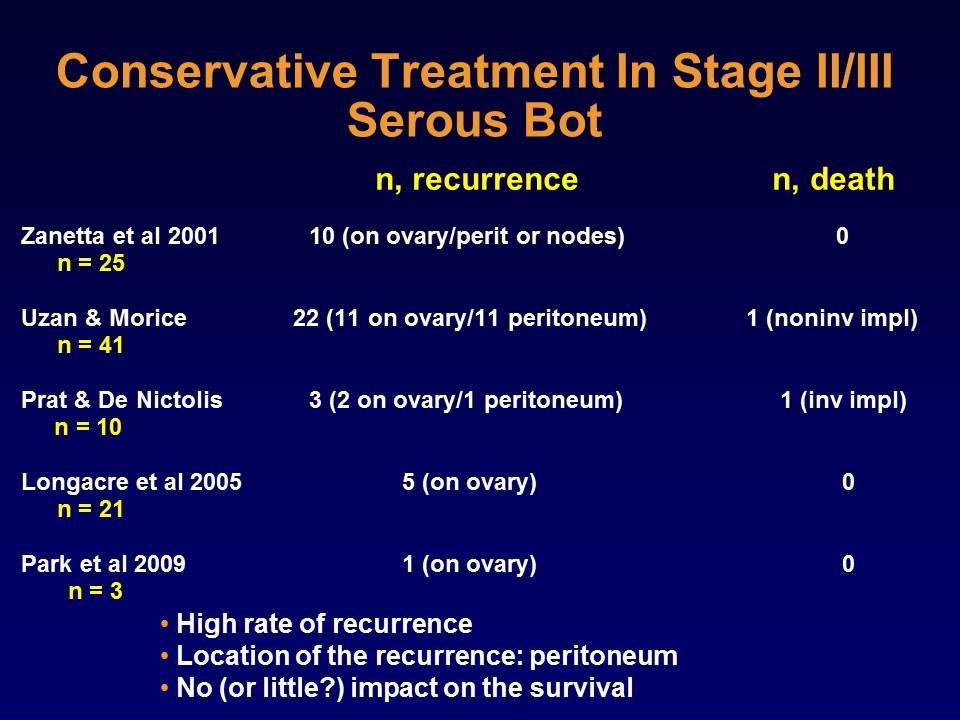 Conservative Treatment In Stage II/III
Serous Bot
n, recurrence n, death
Zanetta et al 2001 10 (on ovary/perit or nodes) 0
n = 25
Uzan & Morice 22 (11 on ovary/11 peritoneum) 1 (noninv impl)
n = 41
Prat & De Nictolis 3 (2 on ovary/1 peritoneum) 1 (inv impl)
n = 10
Longacre et al 2005 5 (on ovary) 0
n = 21
Park et al 2009 1 (on ovary) 0
n = 3
• High rate of recurrence
• Location of the recurrence: peritoneum
• No (or little?) impact on the survival